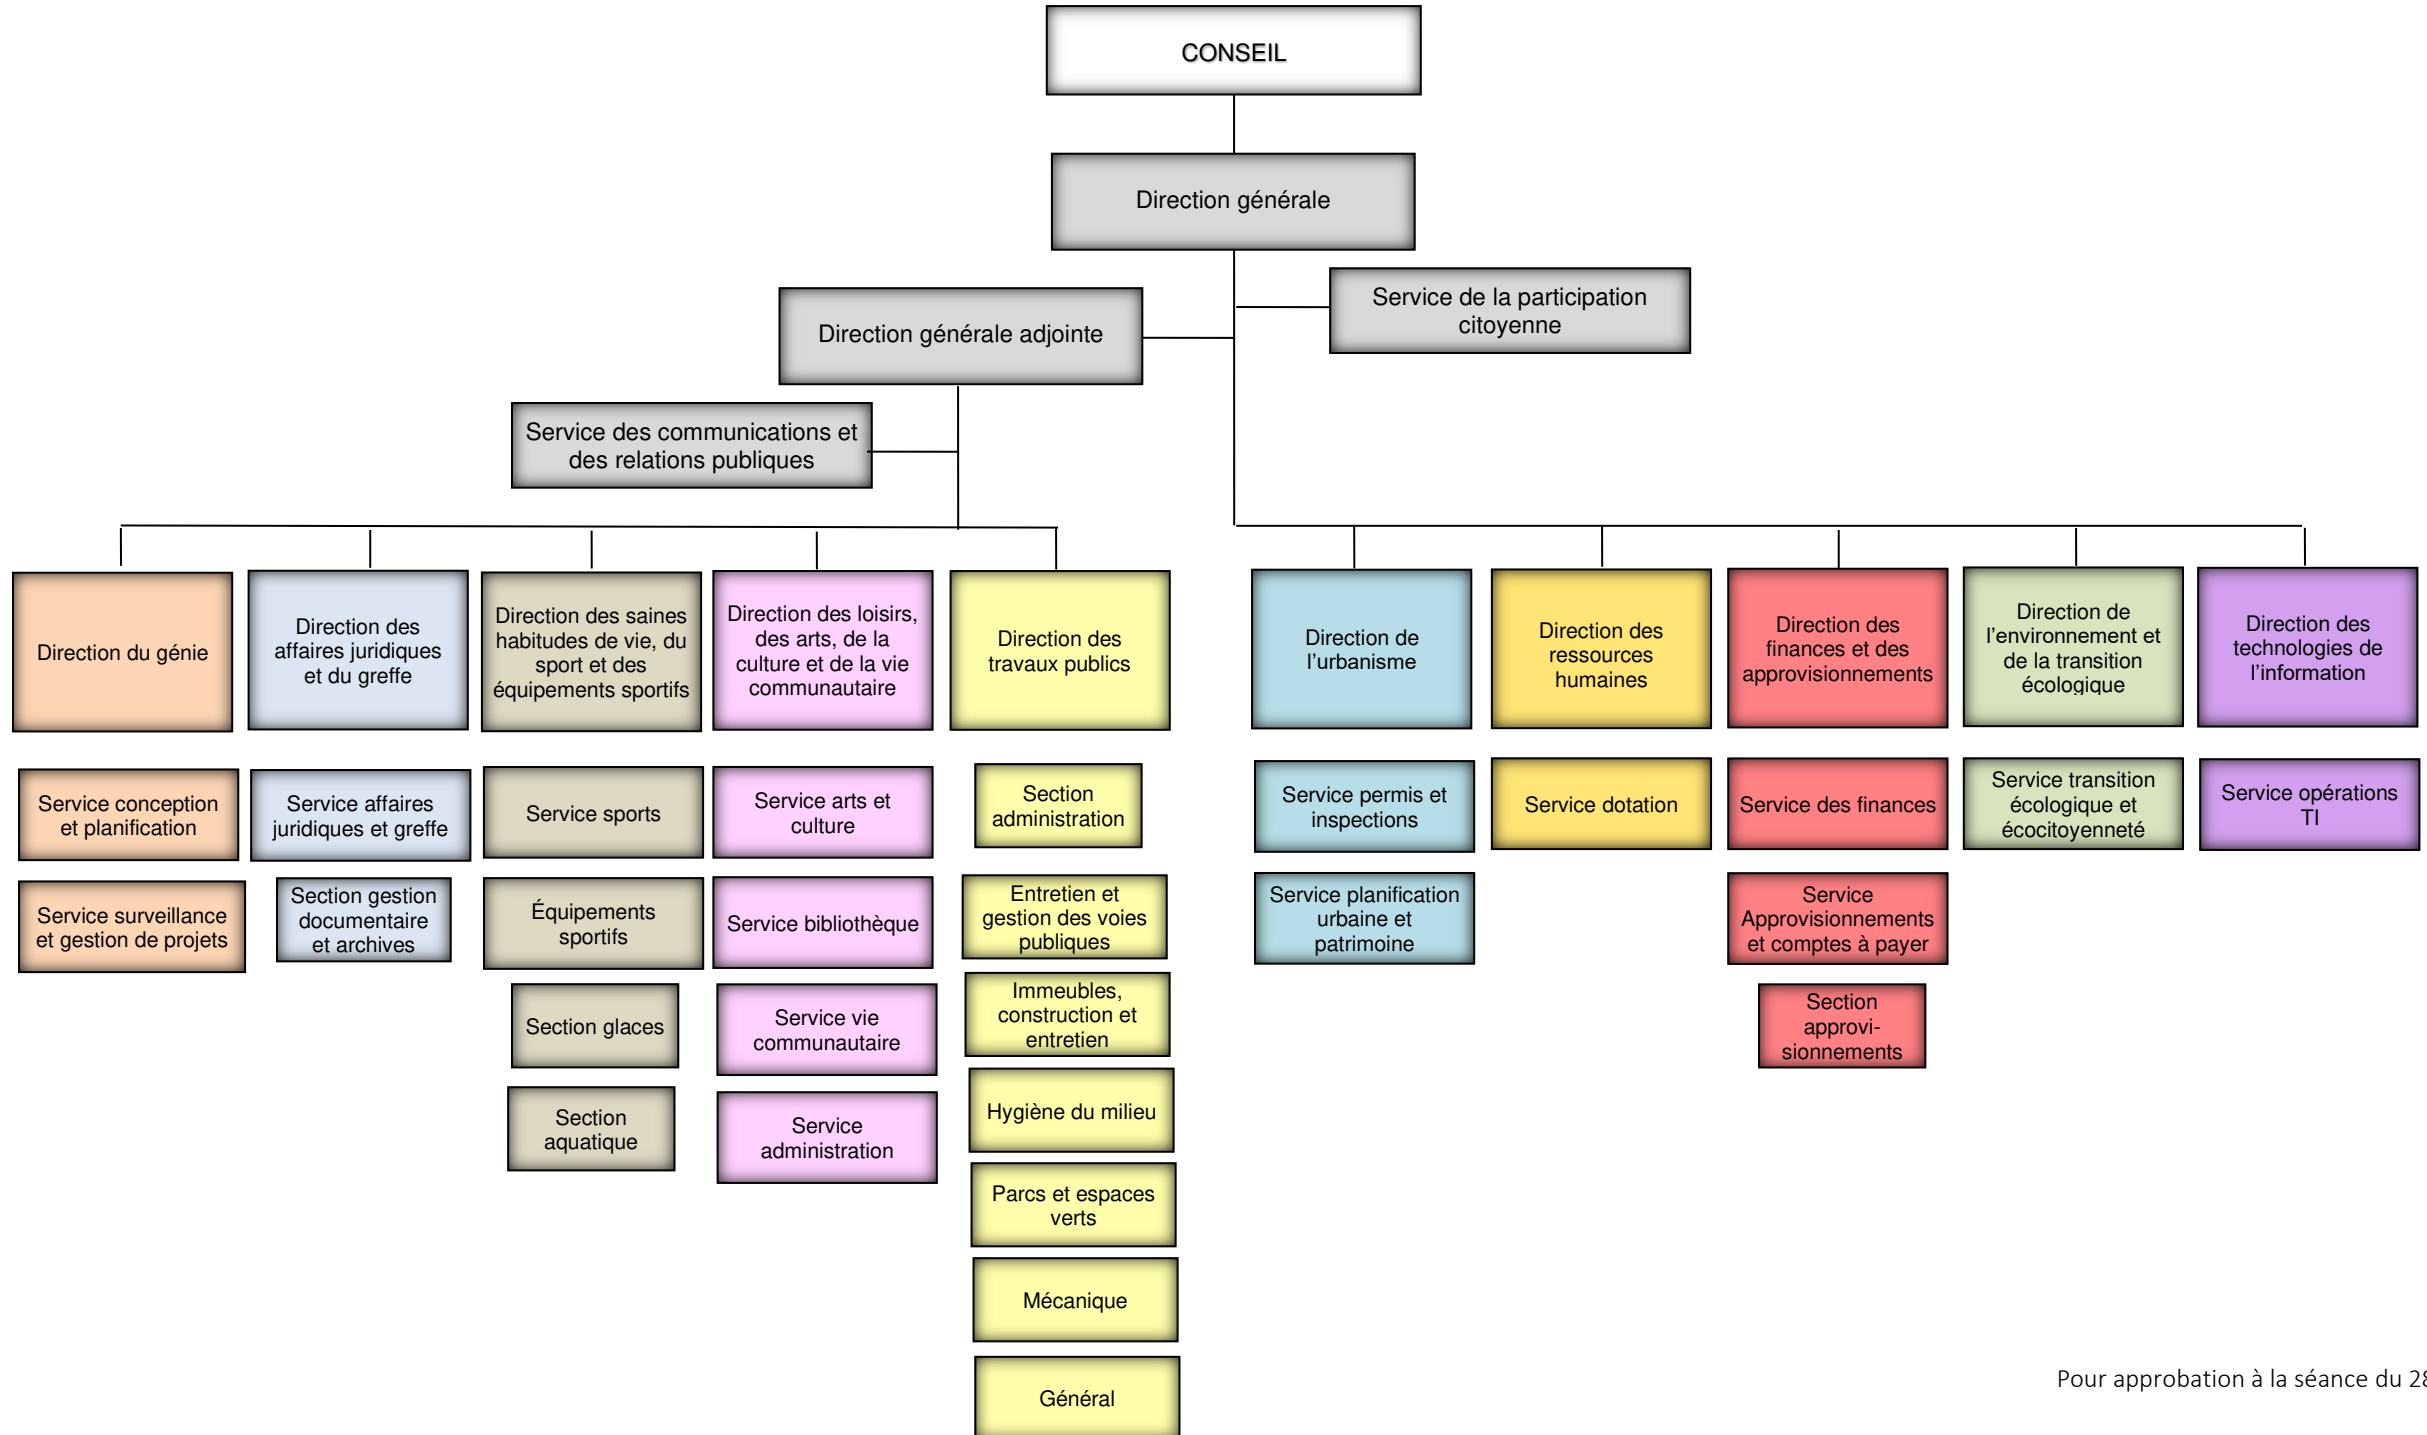 CONSEIL
Direction générale
Service de la participation
citoyenne
Direction générale adjointe
Service des communications et
des relations publiques
Direction du génie
Direction des
affaires juridiques
et du greffe
Direction des saines
habitudes de vie, du
sport et des
équipements sportifs
Direction des loisirs,
des arts, de la
culture et de la vie
communautaire
Direction des
travaux publics
Direction de
l'urbanisme
Direction des
ressources
humaines
Direction des
finances et des
approvisionnements
Direction de
l'environnement et
de la transition
écologique
Direction des
technologies de
l'information
Service conception
et planification
Service affaires
juridiques et greffe
Service sports
Service arts et
culture
Section
administration
Service permis et
inspections
Service dotation
Service des finances
Service transition
écologique et
écocitoyenneté
Service opérations
TI
Service surveillance
et gestion de projets
Section gestion
documentaire
et archives
Équipements
sportifs
Service bibliothèque
Entretien et
gestion des voies
publiques
Service planification
urbaine et
patrimoine
Service
Approvisionnements
et comptes à payer
Section glaces
Service vie
communautaire
Immeubles,
construction et
entretien
Section
approvi-
sionnements
Section
aquatique
Service
administration
Hygiène du milieu
Parcs et espaces
verts
Mécanique
Général
Pour approbation à la séance du 28